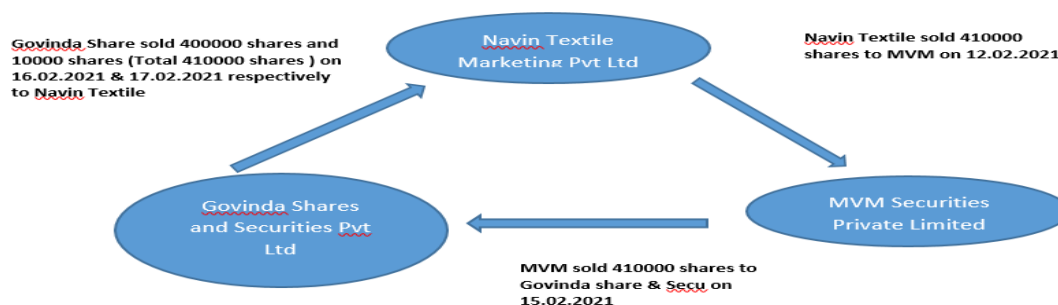 Govinda Share sold 400000 shares and
10000 shares (Total 410000 shares ) on
16.02.2021 & 17.02.2021 respectively
to Navin Textile
Navin Textile
Marketing Pvt Ltd
Navin Textile sold 410000
shares to MVM on 12.02.2021
Govinda Shares
and Securities Pvt
Ltd
MVM Securities
Private Limited
MVM sold 410000 shares to
Govinda share & Secu on
15.02.2021